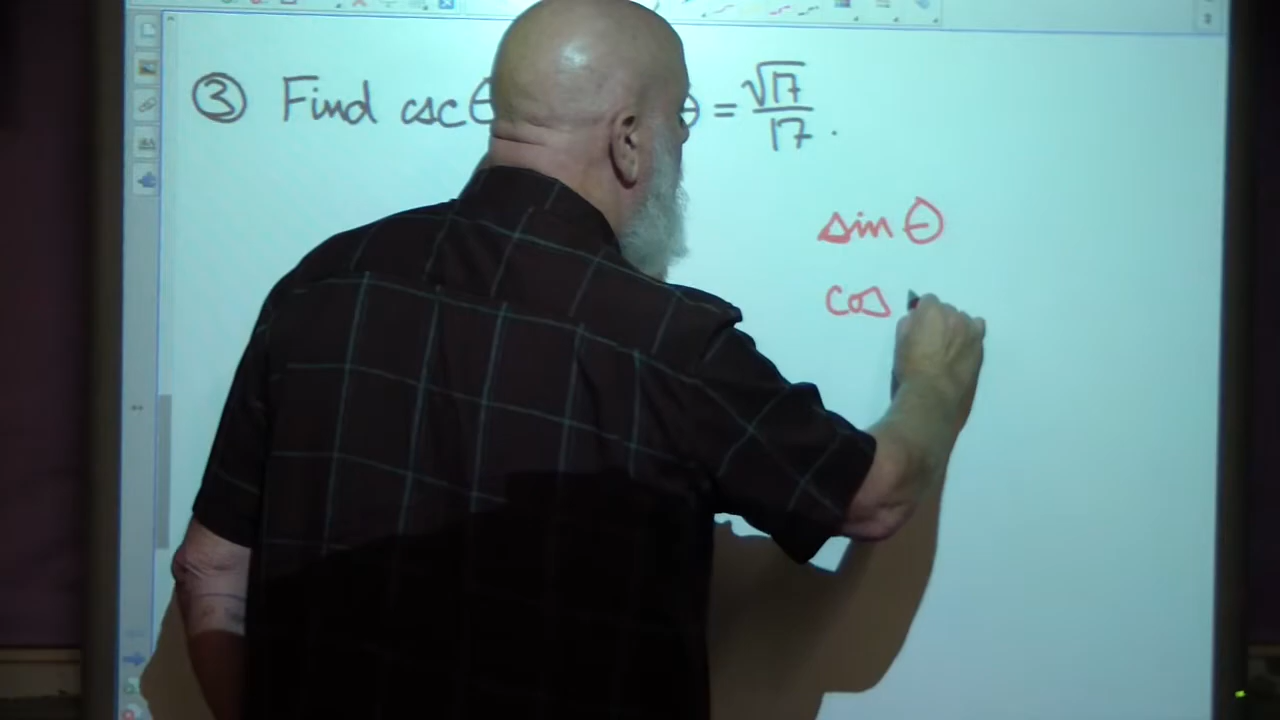 ③ Find csc θ θ = √17/17.
sin θ
cos